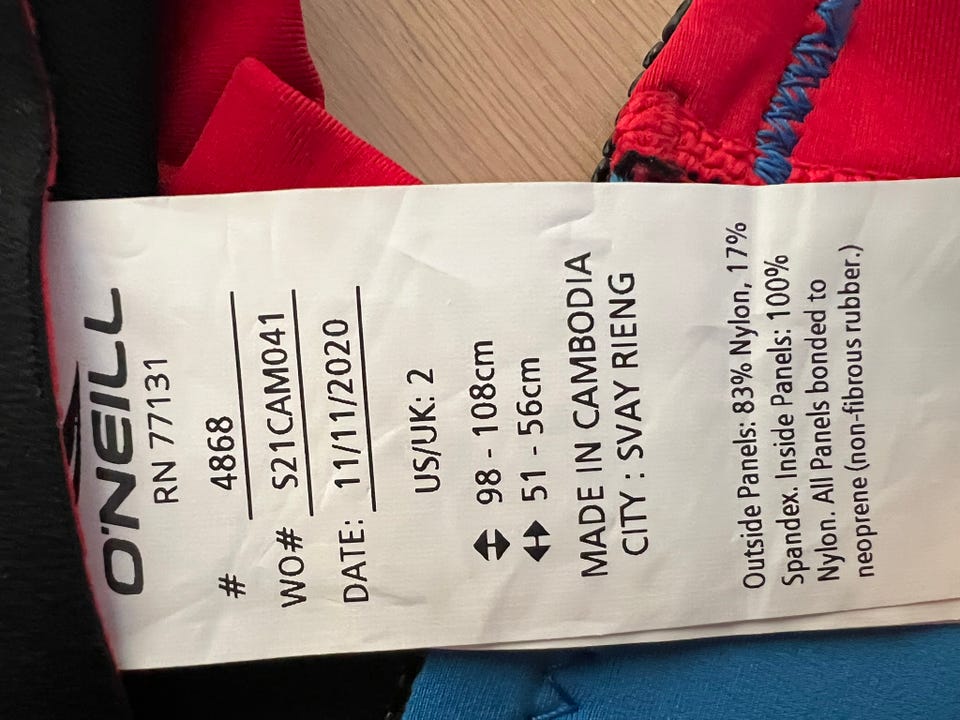 O'NEILL
RN 77131
# 4868
WO# S21CAM041
DATE: 11/11/2020
US/UK: 2
98 - 108cm
51 - 56cm
MADE IN CAMBODIA
CITY : SVAY RIENG
Outside Panels: 83% Nylon, 17%
Spandex. Inside Panels: 100%
Nylon. All Panels bonded to
neoprene (non-fibrous rubber.)